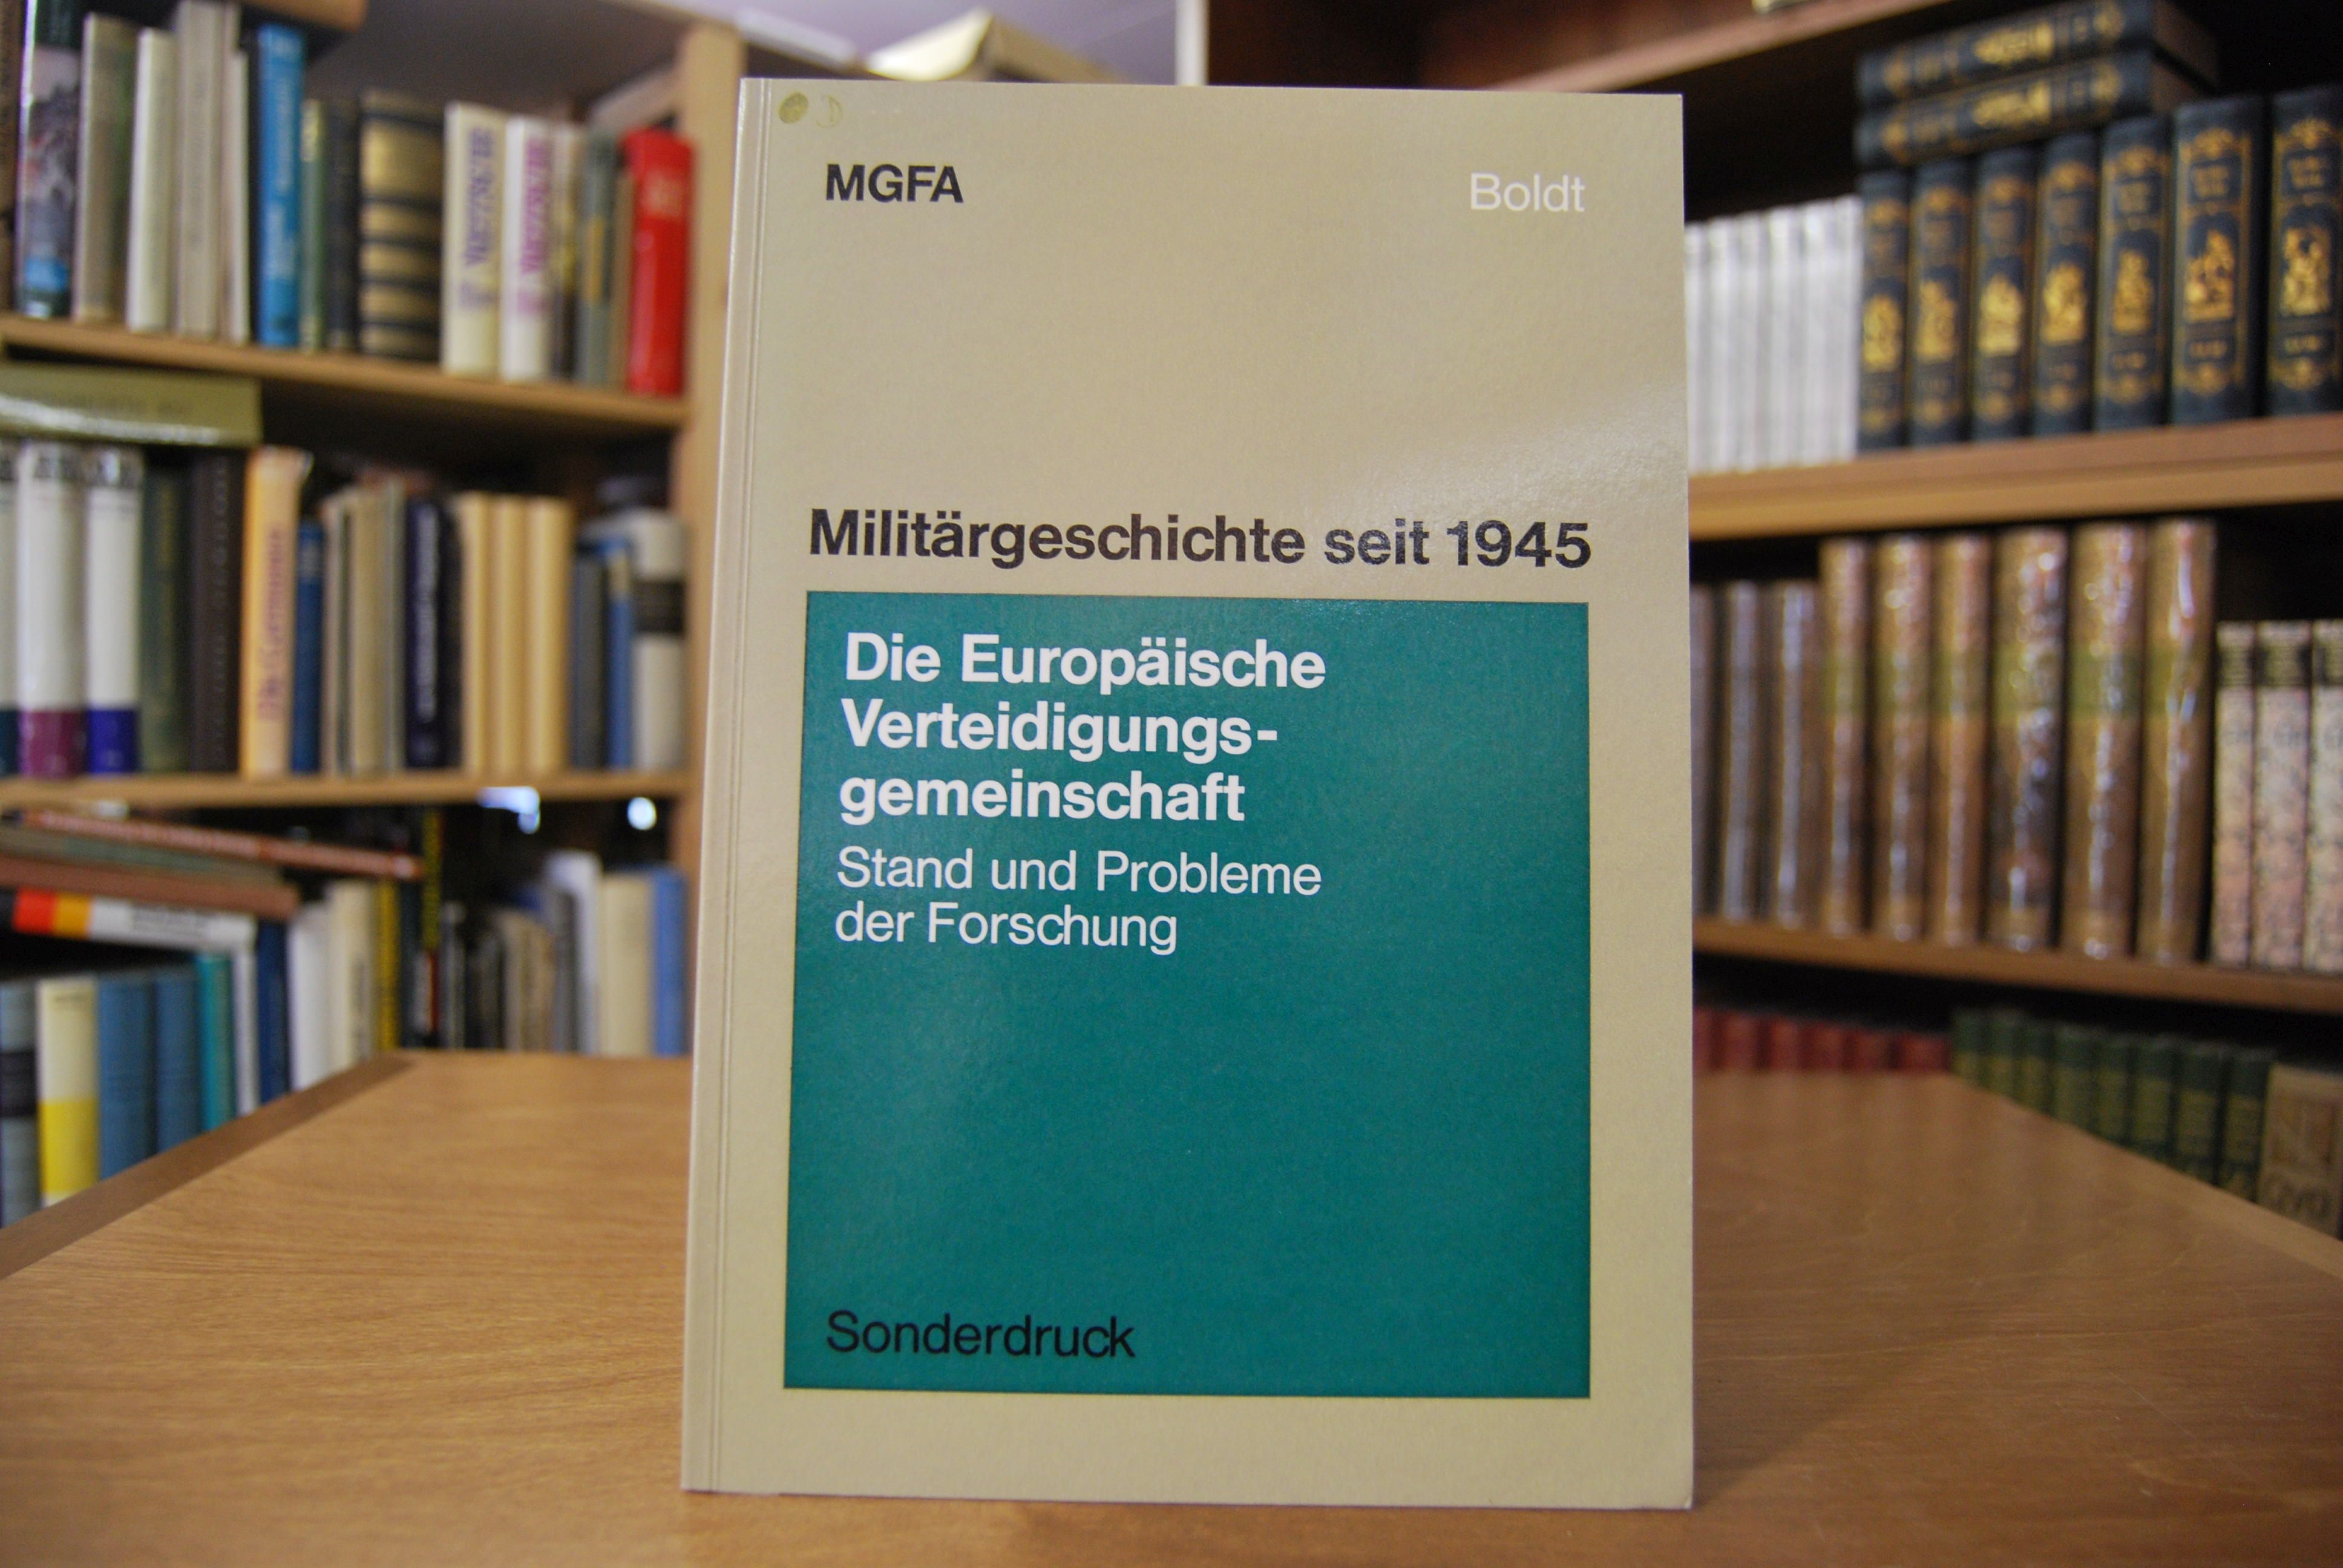 MGFA
Boldt
Militärgeschichte seit 1945
Die Europäische
Verteidigungs-
gemeinschaft
Stand und Probleme
der Forschung
Sonderdruck